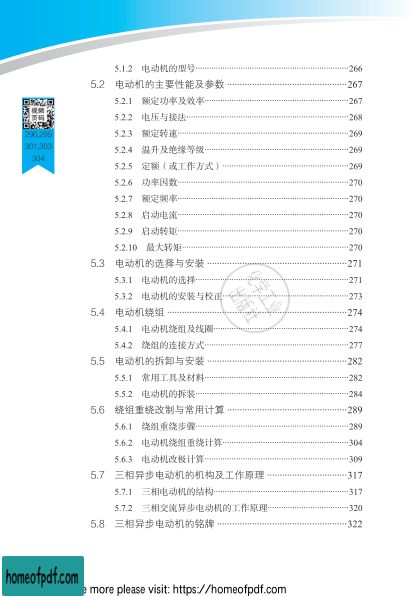 5.1.2 电动机的型号 266
5.2 电动机的主要性能及参数 267
5.2.1 额定功率及效率 267
5.2.2 电压与接法 268
5.2.3 额定转速 269
5.2.4 温升及绝缘等级 269
5.2.5 定额（或工作方式） 269
5.2.6 功率因数 270
5.2.7 额定频率 270
5.2.8 启动电流 270
5.2.9 启动转矩 270
5.2.10 最大转矩 270
5.3 电动机的选择与安装 271
5.3.1 电动机的选择 271
5.3.2 电动机的安装与校正 273
5.4 电动机绕组 274
5.4.1 电动机绕组及线圈 274
5.4.2 绕组的连接方式 277
5.5 电动机的拆卸与安装 282
5.5.1 常用工具及材料 282
5.5.2 电动机的拆装 284
5.6 绕组重绕改制与常用计算 289
5.6.1 绕组重绕步骤 289
5.6.2 电动机绕组重绕计算 304
5.6.3 电动机改极计算 309
5.7 三相异步电动机的机构及工作原理 317
5.7.1 三相电动机的结构 317
5.7.2 三相交流异步电动机的工作原理 320
5.8 三相异步电动机的铭牌 322
视频
页码
296,299
301,303
304
homeofpdf.com
e more please visit: https://homeofpdf.com